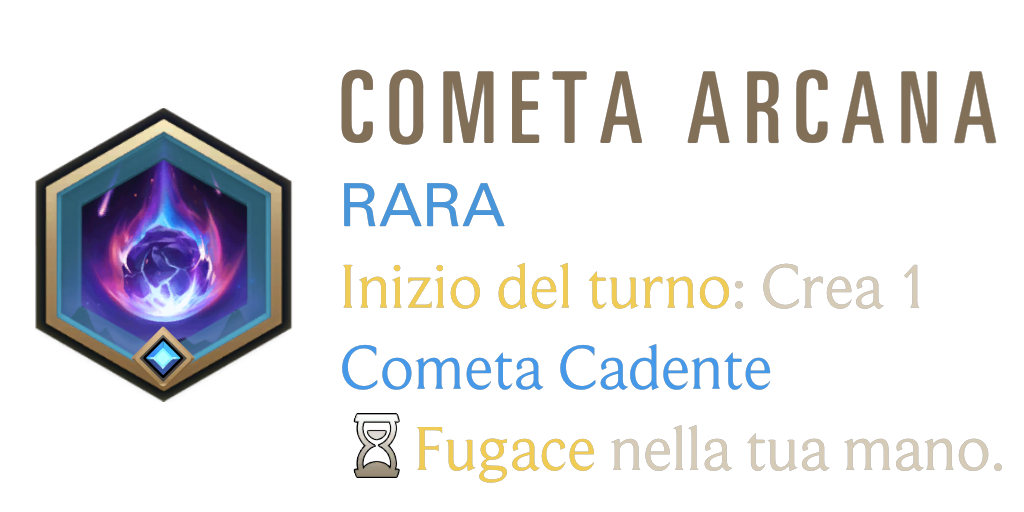 COMETA ARCANA
RARA
Inizio del turno: Crea 1
Cometa Cadente
Fugace nella tua mano.